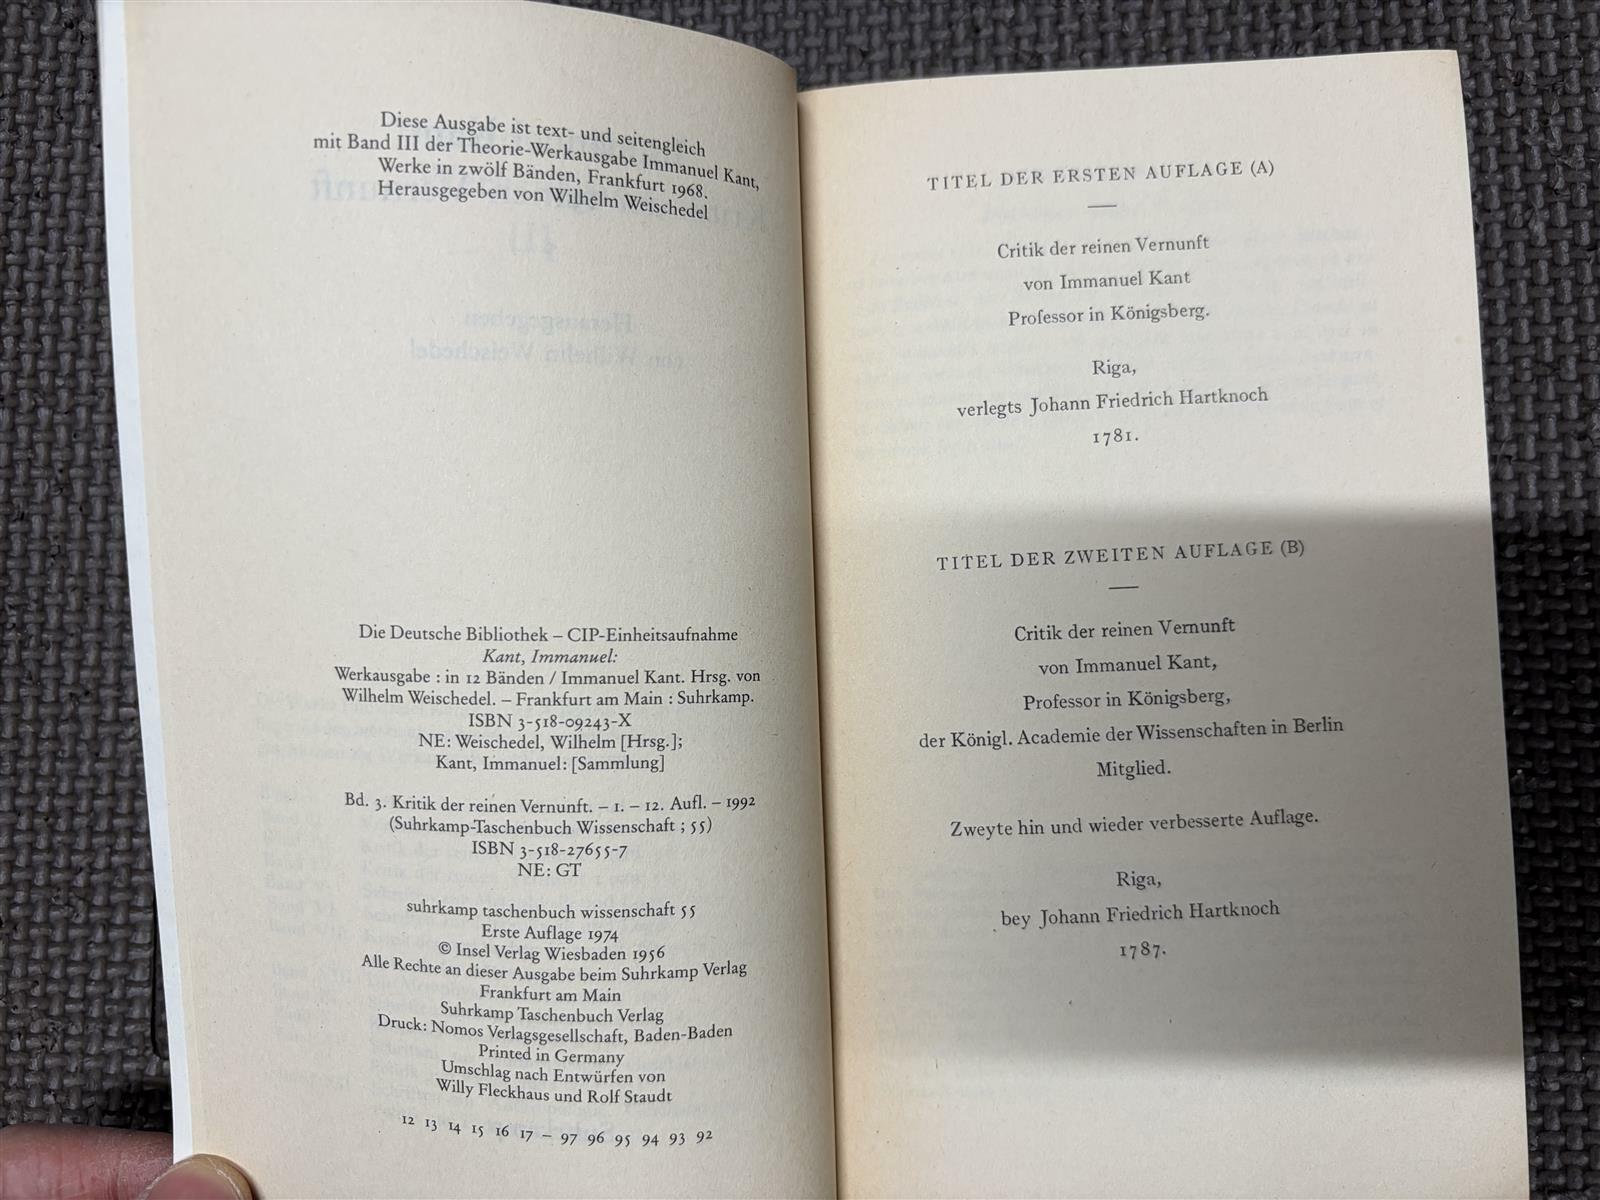 Diese Ausgabe ist text- und seitengleich
mit Band III der Theorie-Werkausgabe Immanuel Kant,
Werke in zwölf Bänden, Frankfurt 1968.
Herausgegeben von Wilhelm Weischedel
Die Deutsche Bibliothek – CIP-Einheitsaufnahme
Kant, Immanuel:
Werkausgabe : in 12 Bänden / Immanuel Kant. Hrsg. von
Wilhelm Weischedel. – Frankfurt am Main : Suhrkamp.
ISBN 3-518-09243-X
NE: Weischedel, Wilhelm [Hrsg.];
Kant, Immanuel: [Sammlung]
Bd. 3. Kritik der reinen Vernunft. – 1. – 12. Aufl. – 1992
(Suhrkamp-Taschenbuch Wissenschaft ; 55)
ISBN 3-518-27655-7
NE: GT
suhrkamp taschenbuch wissenschaft 55
Erste Auflage 1974
© Insel Verlag Wiesbaden 1956
Alle Rechte an dieser Ausgabe beim Suhrkamp Verlag
Frankfurt am Main
Suhrkamp Taschenbuch Verlag
Druck: Nomos Verlagsgesellschaft, Baden-Baden
Printed in Germany
Umschlag nach Entwürfen von
Willy Fleckhaus und Rolf Staudt
12 13 14 15 16 17 – 97 96 95 94 93 92
TITEL DER ERSTEN AUFLAGE (A)
Critik der reinen Vernunft
von Immanuel Kant
Professor in Königsberg.
Riga,
verlegts Johann Friedrich Hartknoch
1781.
TITEL DER ZWEITEN AUFLAGE (B)
Critik der reinen Vernunft
von Immanuel Kant,
Professor in Königsberg,
der Königl. Academie der Wissenschaften in Berlin
Mitglied.
Zweyte hin und wieder verbesserte Auflage.
Riga,
bey Johann Friedrich Hartknoch
1787.